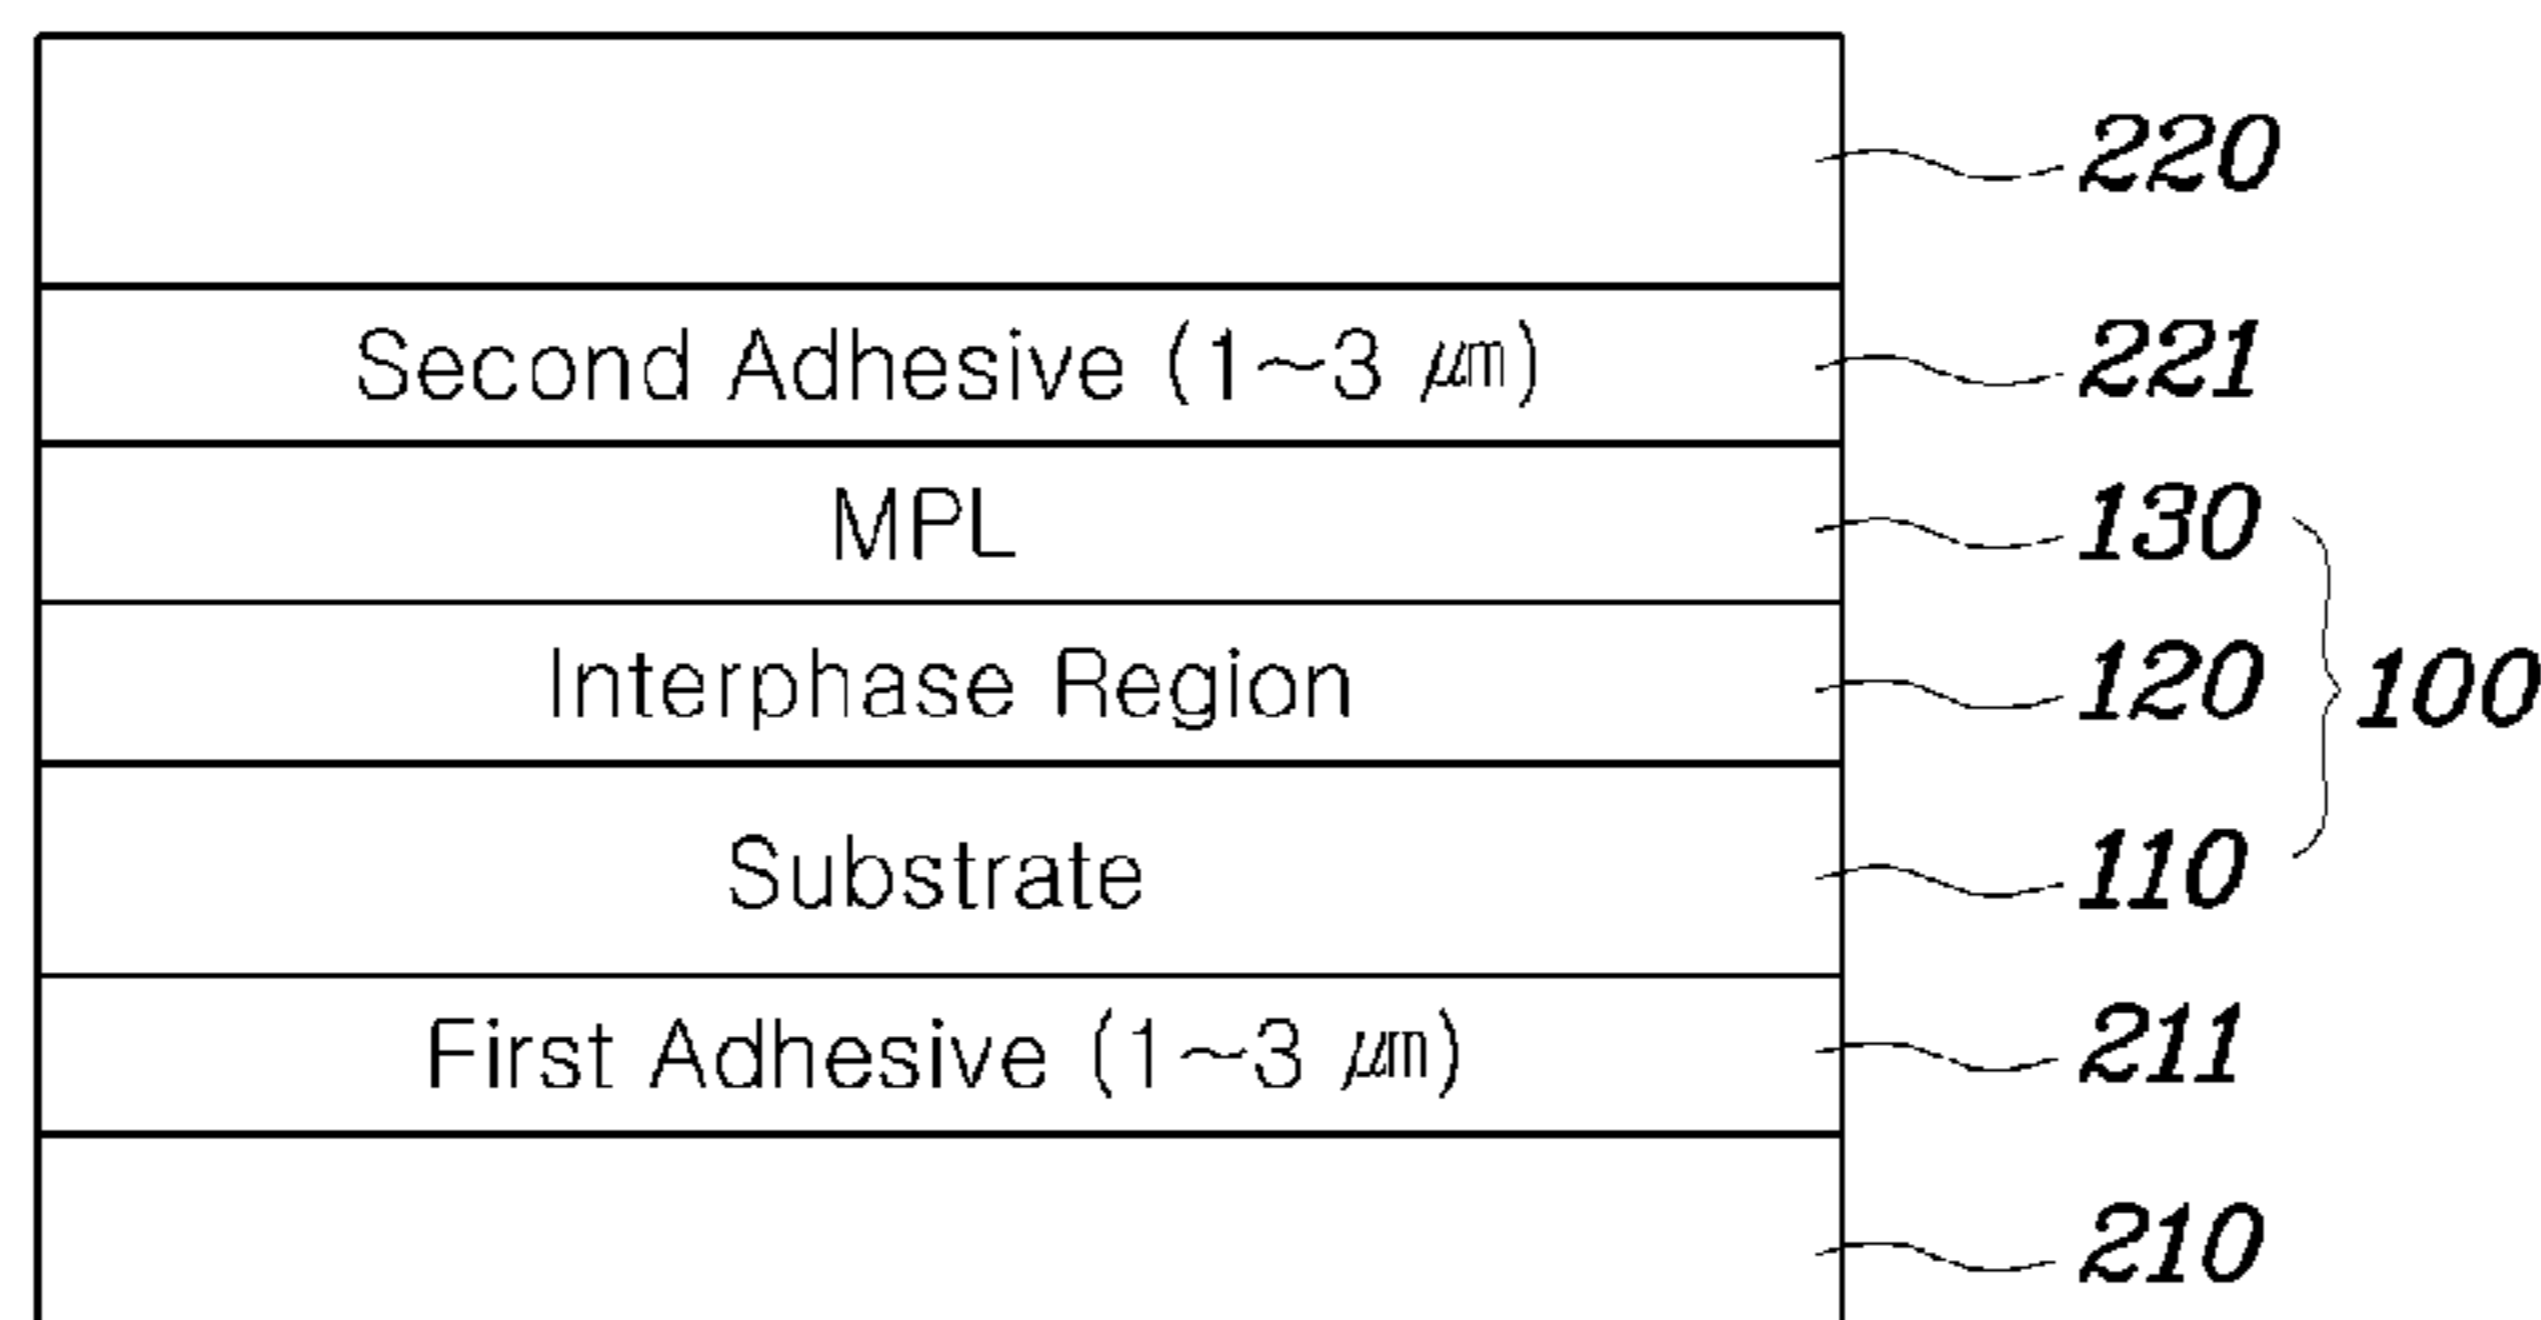 220
Second Adhesive (1~3 μm) 221
MPL 130
Interphase Region 120
100
Substrate 110
First Adhesive (1~3 μm) 211
210